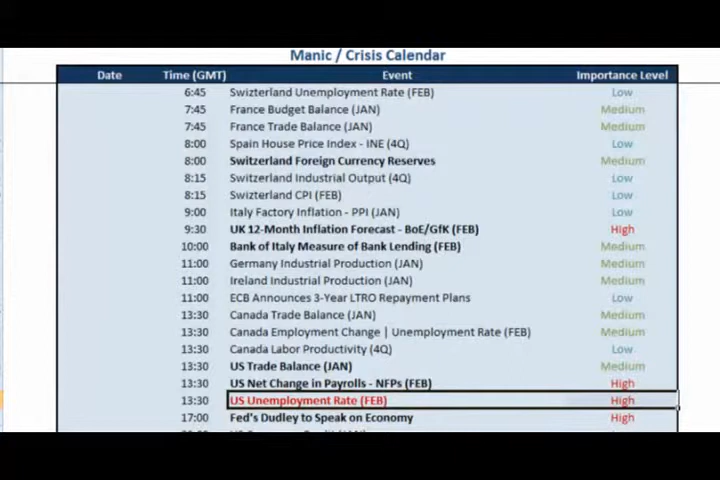 Manic / Crisis Calendar
Date Time (GMT) Event Importance Level
6:45 Swizterland Unemployment Rate (FEB) Low
7:45 France Budget Balance (JAN) Medium
7:45 France Trade Balance (JAN) Medium
8:00 Spain House Price Index - INE (4Q) Low
8:00 Switzerland Foreign Currency Reserves Medium
8:15 Switzerland Industrial Output (4Q) Low
8:15 Swizterland CPI (FEB) Low
9:00 Italy Factory Inflation - PPI (JAN) Low
9:30 UK 12-Month Inflation Forecast - BoE/GfK (FEB) High
10:00 Bank of Italy Measure of Bank Lending (FEB) Medium
11:00 Germany Industrial Production (JAN) Medium
11:00 Ireland Industrial Production (JAN) Medium
11:00 ECB Announces 3-Year LTRO Repayment Plans Low
13:30 Canada Trade Balance (JAN) Medium
13:30 Canada Employment Change | Unemployment Rate (FEB) Medium
13:30 Canada Labor Productivity (4Q) Low
13:30 US Trade Balance (JAN) Medium
13:30 US Net Change in Payrolls - NFPs (FEB) High
13:30 US Unemployment Rate (FEB) High
17:00 Fed's Dudley to Speak on Economy High